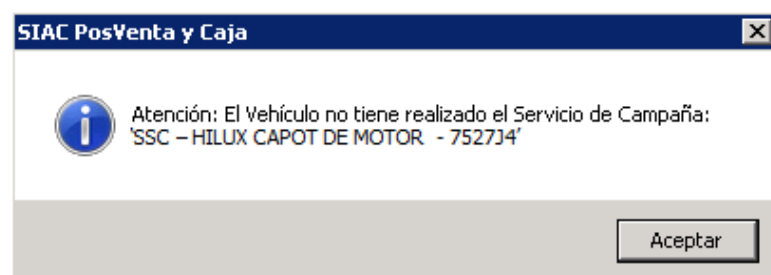 SIAC PosVenta y Caja
Atención: El Vehículo no tiene realizado el Servicio de Campaña:
'SSC – HILUX CAPOT DE MOTOR - 7527J4'
Aceptar